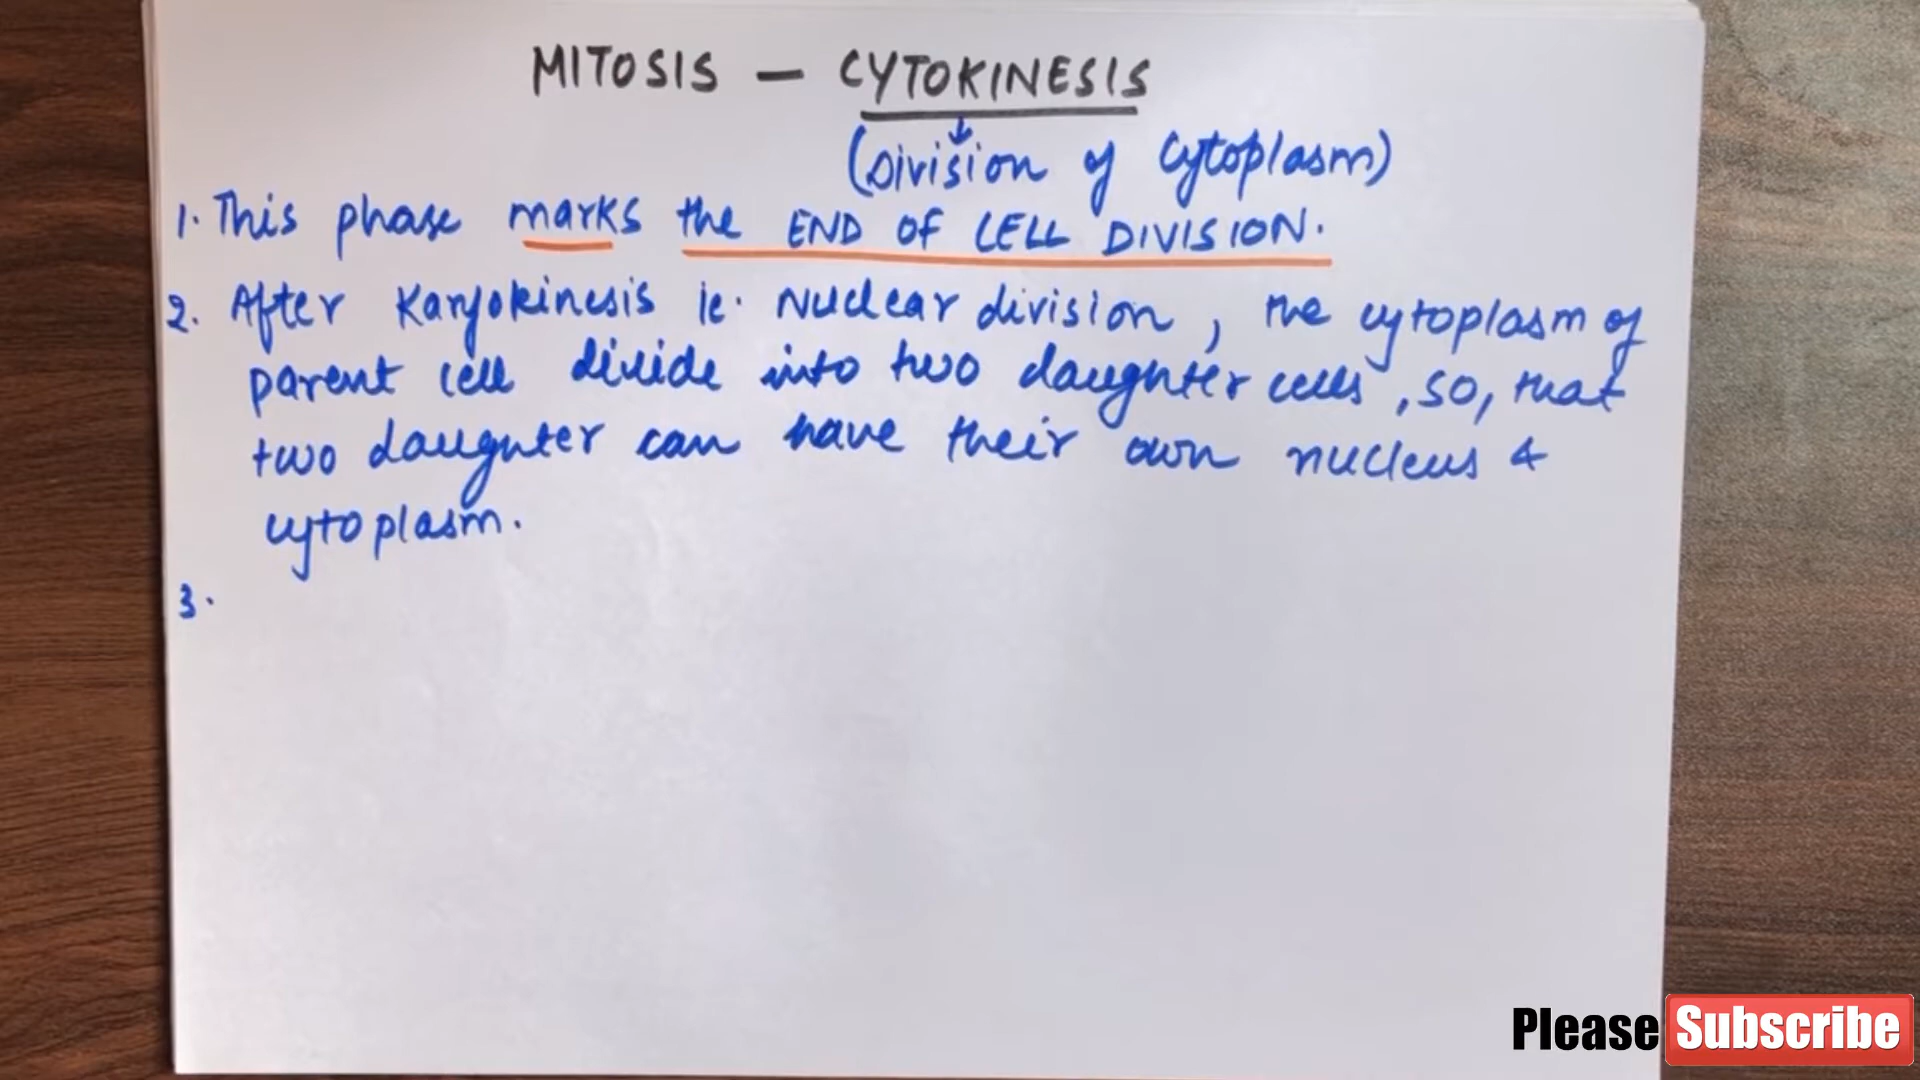 MITOSIS - CYTOKINESIS
(Division of Cytoplasm)
1. This phase marks the END OF CELL DIVISION.
2. After Karyokinesis ie. Nuclear division, the cytoplasm of
parent cell divide into two daughter cells, so, that
two daughter can have their own nucleus &
cytoplasm.
3.
Please Subscribe